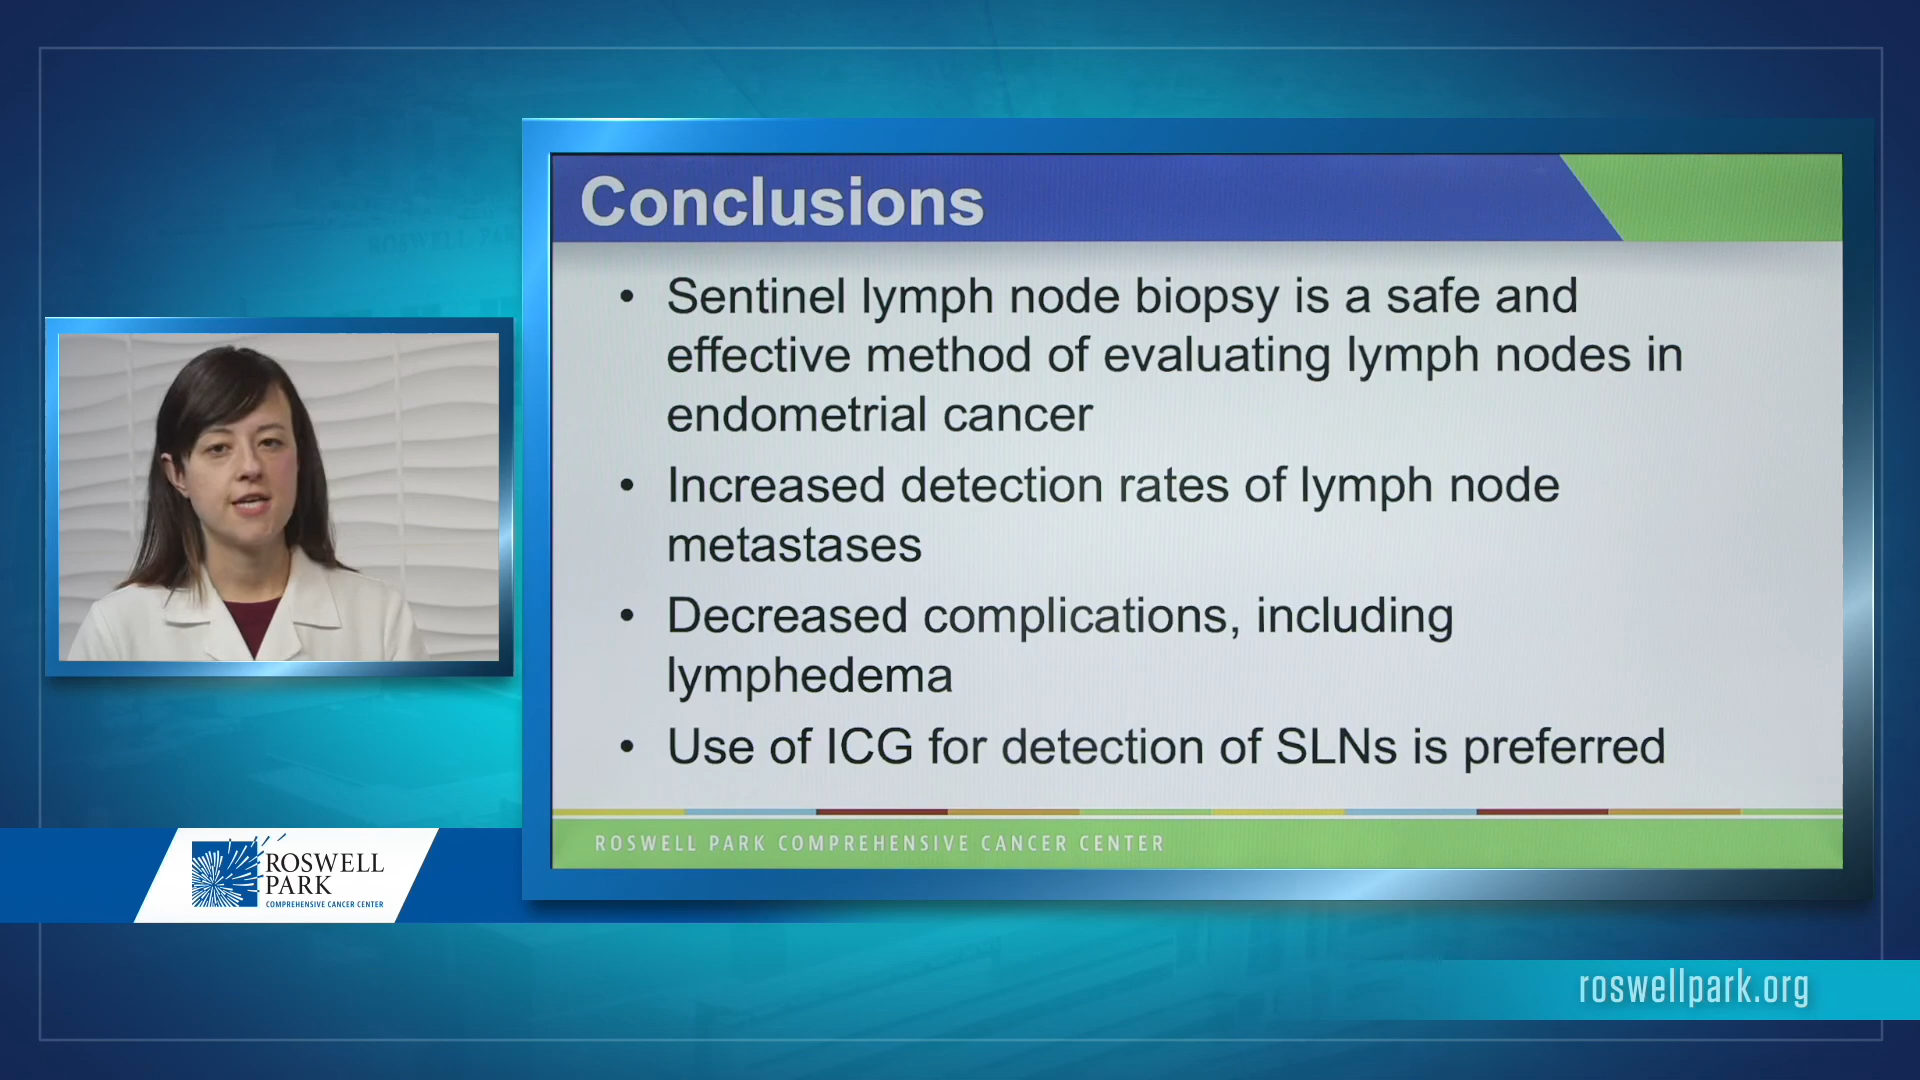 Conclusions
• Sentinel lymph node biopsy is a safe and
effective method of evaluating lymph nodes in
endometrial cancer
• Increased detection rates of lymph node
metastases
• Decreased complications, including
lymphedema
• Use of ICG for detection of SLNs is preferred
ROSWELL PARK COMPREHENSIVE CANCER CENTER
ROSWELL
PARK
COMPREHENSIVE CANCER CENTER
roswellpark.org